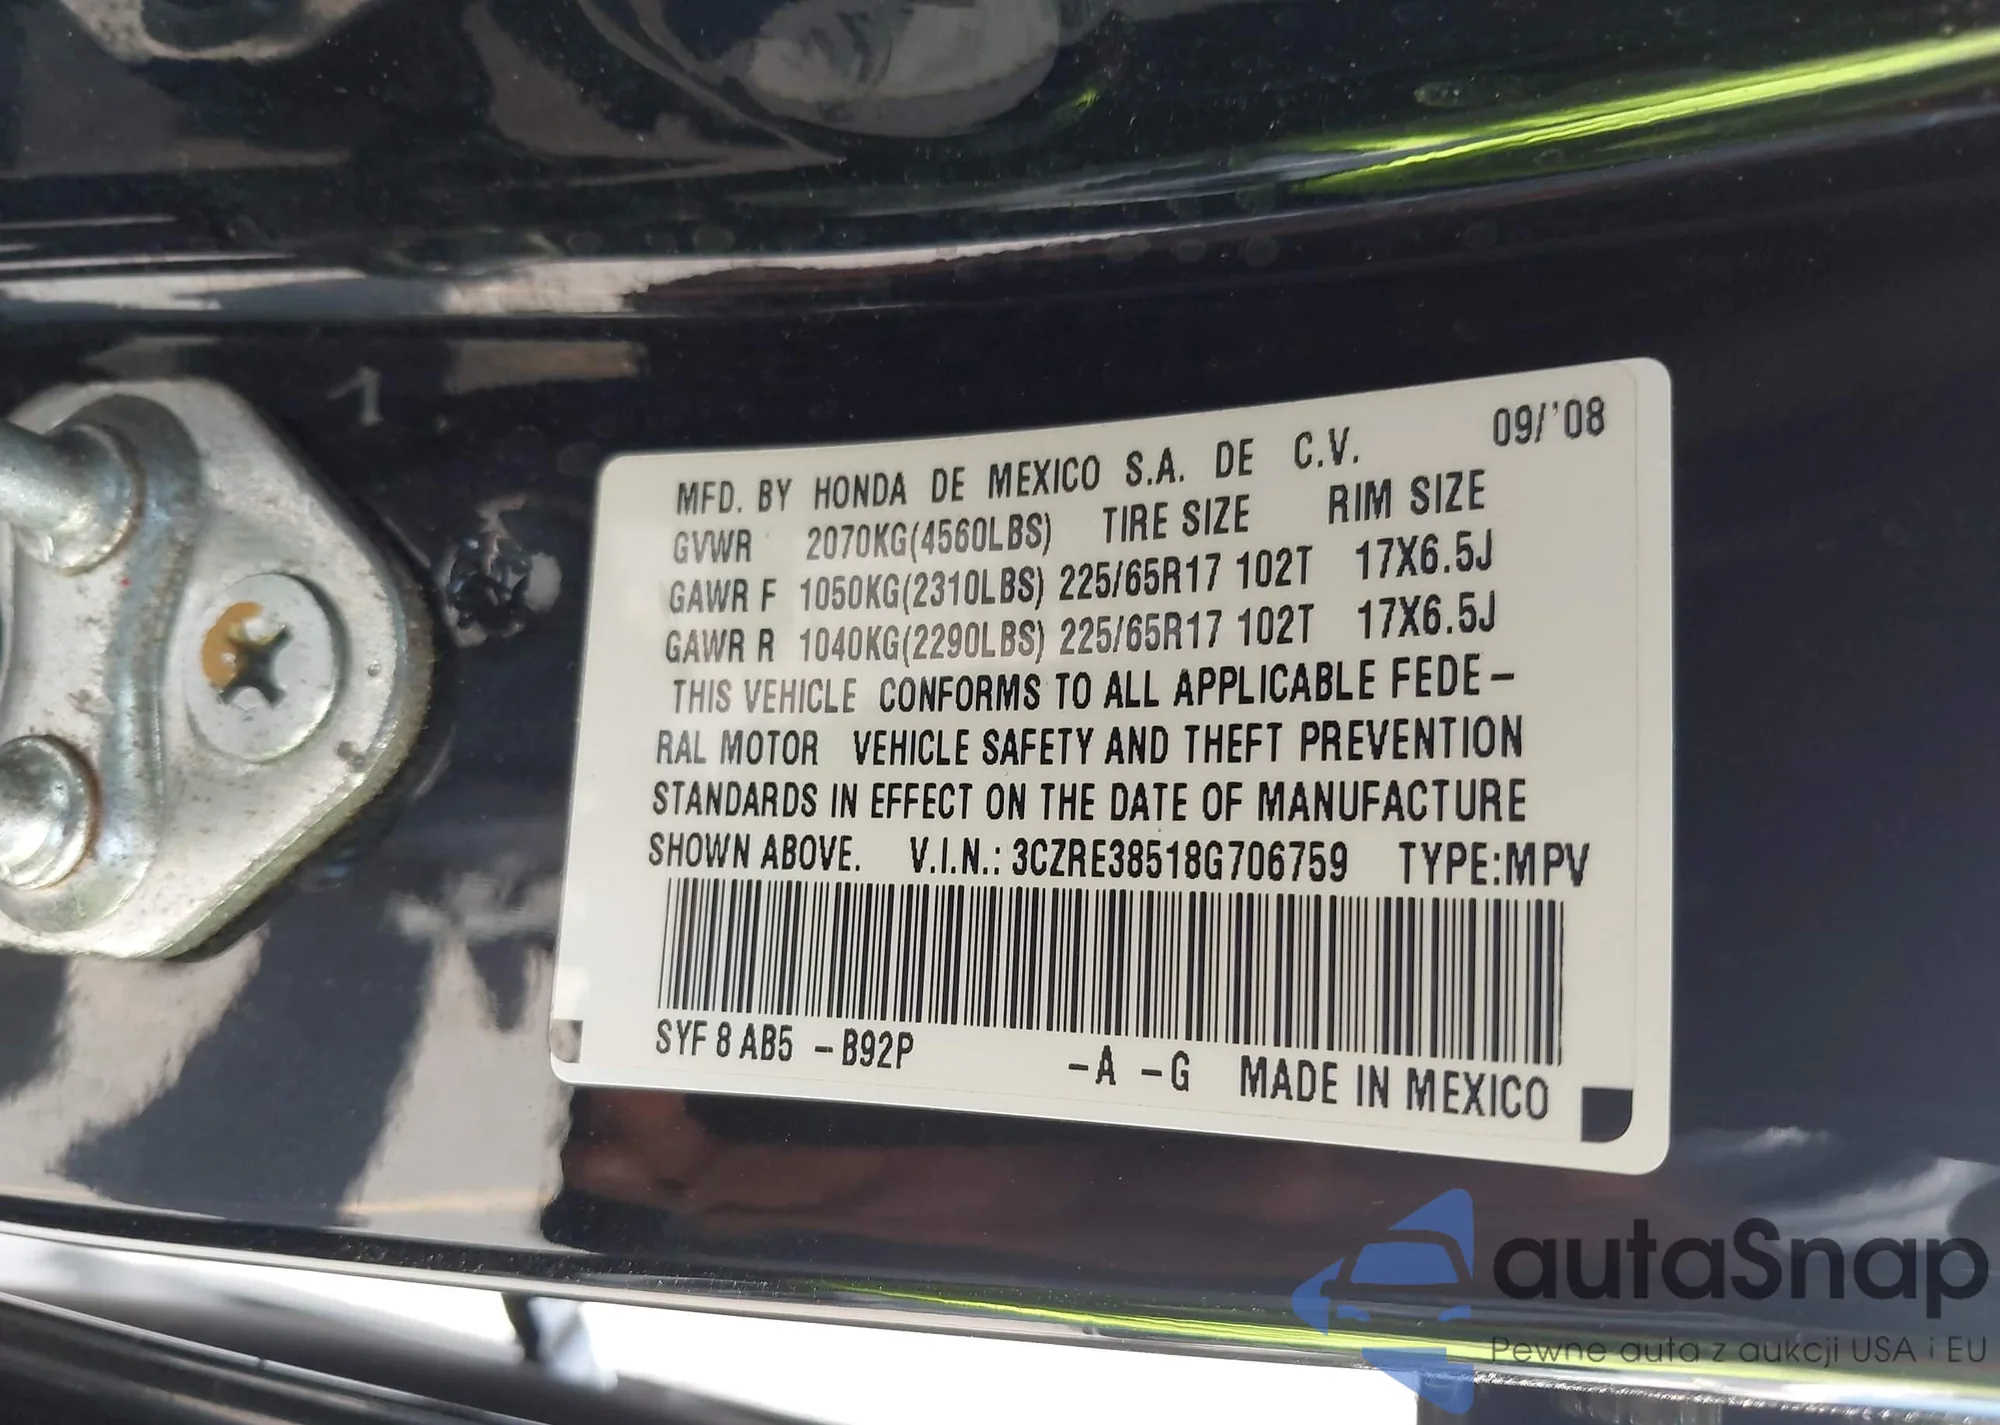 1
09/'08
MFD. BY HONDA DE MEXICO S.A. DE C.V.
GVWR 2070KG(4560LBS) TIRE SIZE RIM SIZE
GAWR F 1050KG(2310LBS) 225/65R17 102T 17X6.5J
GAWR R 1040KG(2290LBS) 225/65R17 102T 17X6.5J
THIS VEHICLE CONFORMS TO ALL APPLICABLE FEDE-
RAL MOTOR VEHICLE SAFETY AND THEFT PREVENTION
STANDARDS IN EFFECT ON THE DATE OF MANUFACTURE
SHOWN ABOVE. V.I.N.: 3CZRE38518G706759 TYPE:MPV
SYF 8 AB5 -B92P -A -G MADE IN MEXICO
autaSnap
Pewne auta z aukcji USA i EU